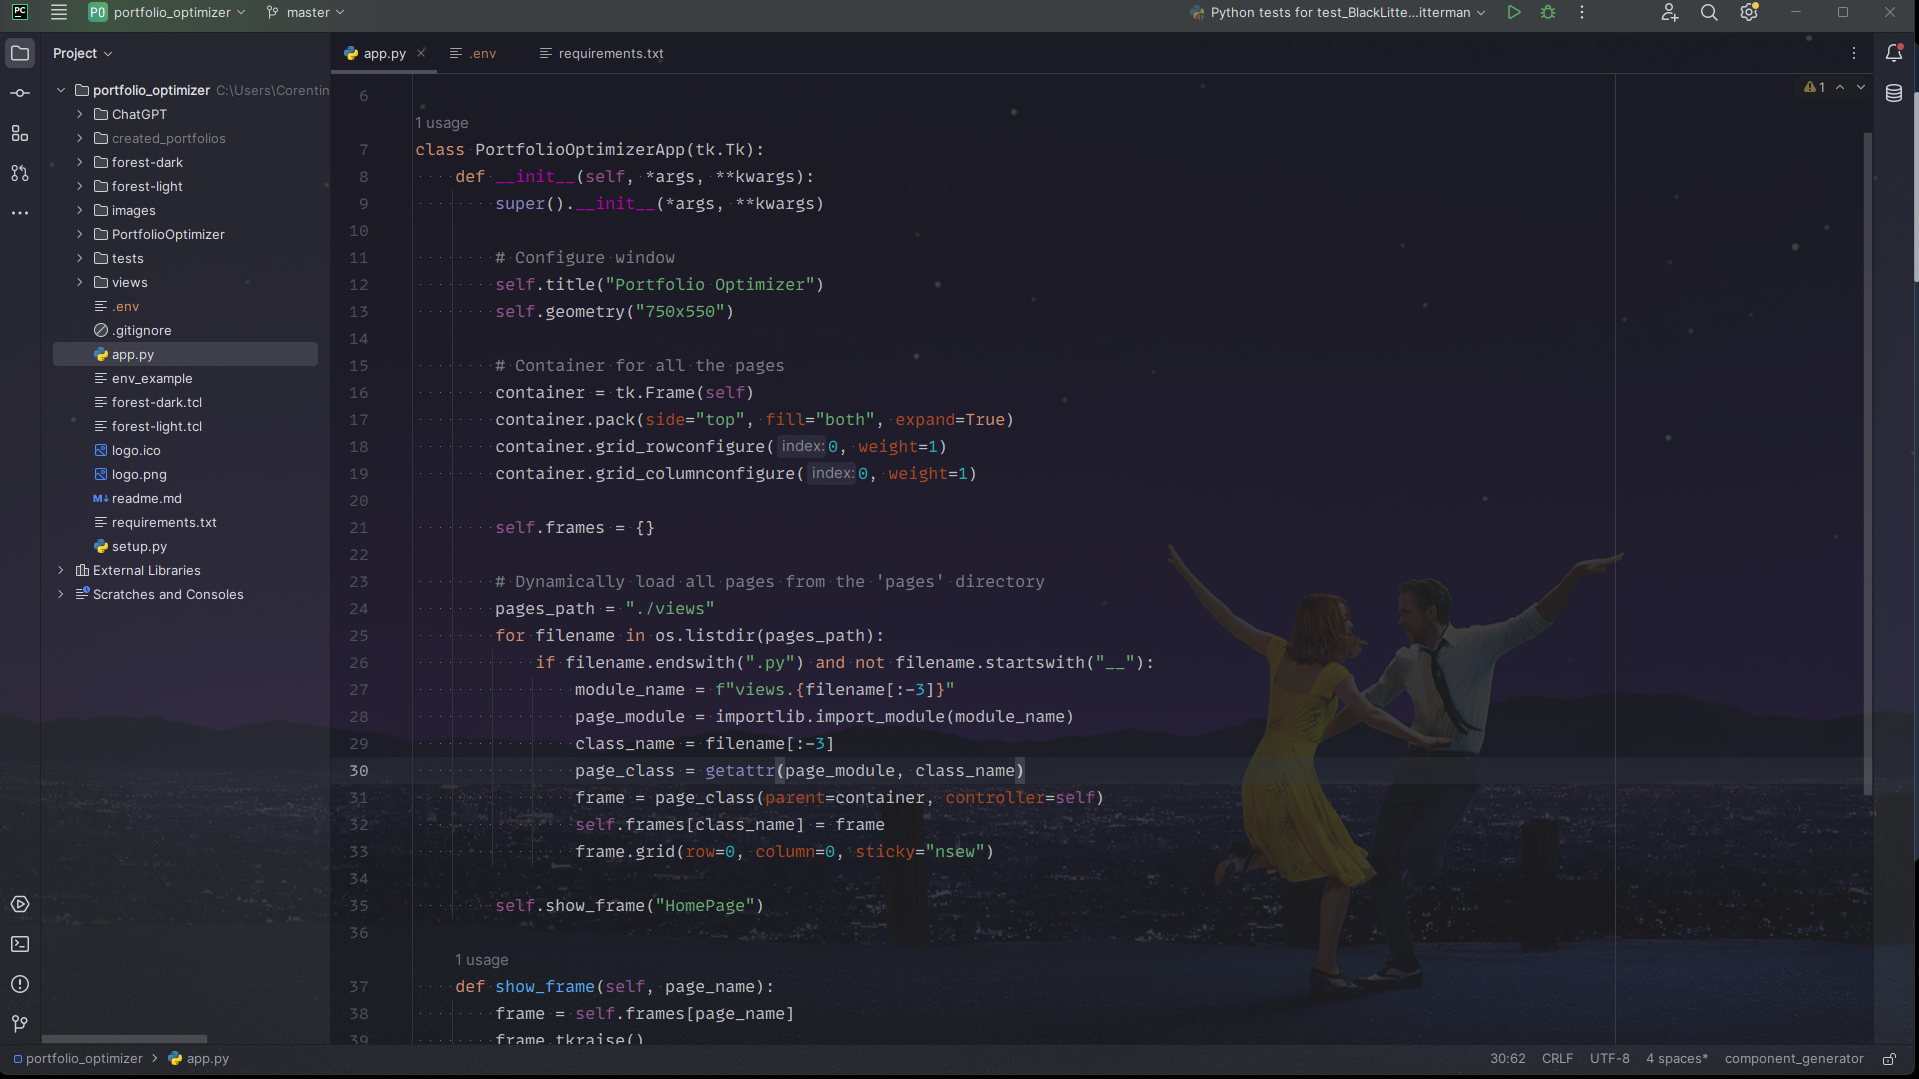 PC
PO portfolio_optimizer master Python tests for test_BlackLitte...itterman
Project
app.py .env requirements.txt
portfolio_optimizer C:\Users\Corentin
ChatGPT
created_portfolios
forest-dark
forest-light
images
PortfolioOptimizer
tests
views
.env
.gitignore
app.py
env_example
forest-dark.tcl
forest-light.tcl
logo.ico
logo.png
M↓ readme.md
requirements.txt
setup.py
External Libraries
Scratches and Consoles
1
6
1 usage
7 class PortfolioOptimizerApp(tk.Tk):
8 def __init__(self, *args, **kwargs):
9 super().__init__(*args, **kwargs)
10
11 # Configure window
12 self.title("Portfolio Optimizer")
13 self.geometry("750x550")
14
15 # Container for all the pages
16 container = tk.Frame(self)
17 container.pack(side="top", fill="both", expand=True)
18 container.grid_rowconfigure( index: 0, weight=1)
19 container.grid_columnconfigure( index: 0, weight=1)
20
21 self.frames = {}
22
23 # Dynamically load all pages from the 'pages' directory
24 pages_path = "./views"
25 for filename in os.listdir(pages_path):
26 if filename.endswith(".py") and not filename.startswith("__"):
27 module_name = f"views.{filename[:-3]}"
28 page_module = importlib.import_module(module_name)
29 class_name = filename[:-3]
30 page_class = getattr(page_module, class_name)
31 frame = page_class(parent=container, controller=self)
32 self.frames[class_name] = frame
33 frame.grid(row=0, column=0, sticky="nsew")
34
35 self.show_frame("HomePage")
36
1 usage
37 def show_frame(self, page_name):
38 frame = self.frames[page_name]
39 frame.tkraise()
portfolio_optimizer > app.py 30:62 CRLF UTF-8 4 spaces* component_generator